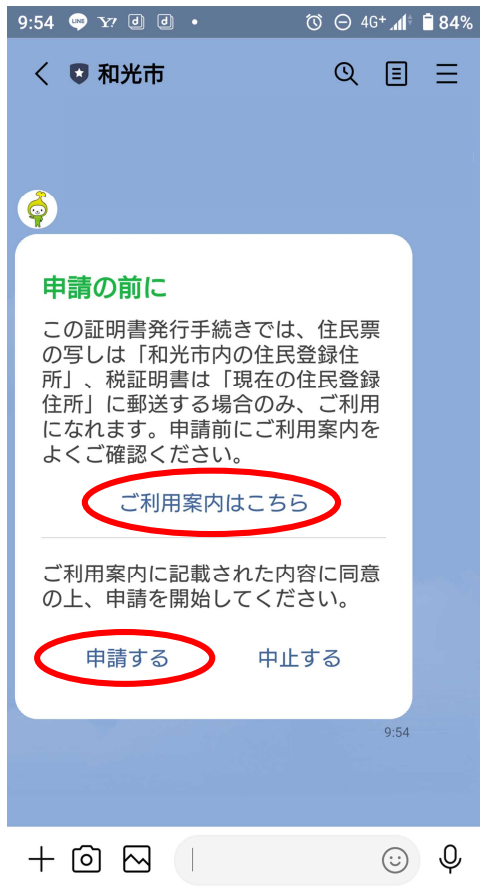 9:54 LINE Y!7 d d • 4G+ 84%
和光市
申請の前に
この証明書発行手続きでは、住民票
の写しは「和光市内の住民登録住
所」、税証明書は「現在の住民登録
住所」に郵送する場合のみ、ご利用
になれます。申請前にご利用案内を
よくご確認ください。
ご利用案内はこちら
ご利用案内に記載された内容に同意
の上、申請を開始してください。
申請する 中止する
9:54